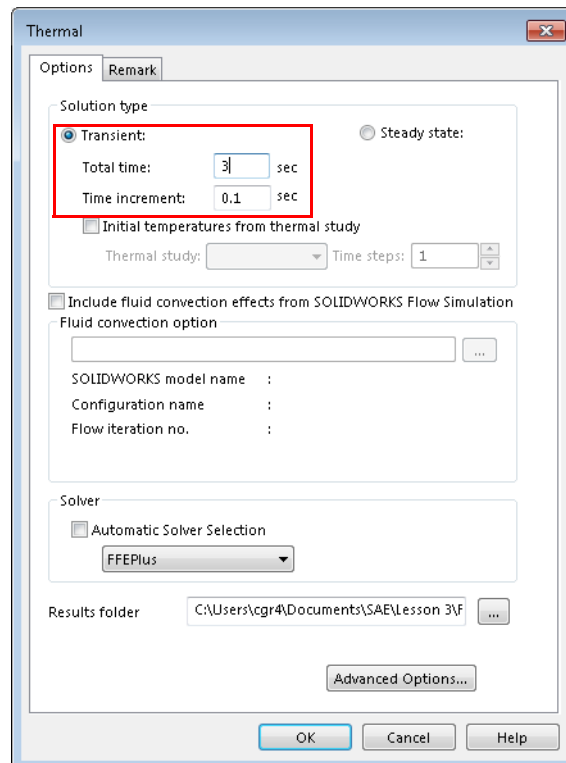 Thermal
Options Remark
Solution type
Transient: Steady state:
Total time: 3 sec
Time increment: 0.1 sec
Initial temperatures from thermal study
Thermal study: Time steps: 1
Include fluid convection effects from SOLIDWORKS Flow Simulation
Fluid convection option
...
SOLIDWORKS model name :
Configuration name :
Flow iteration no. :
Solver
Automatic Solver Selection
FFEPlus
Results folder C:\Users\cgr4\Documents\SAE\Lesson 3\F ...
Advanced Options...
OK Cancel Help